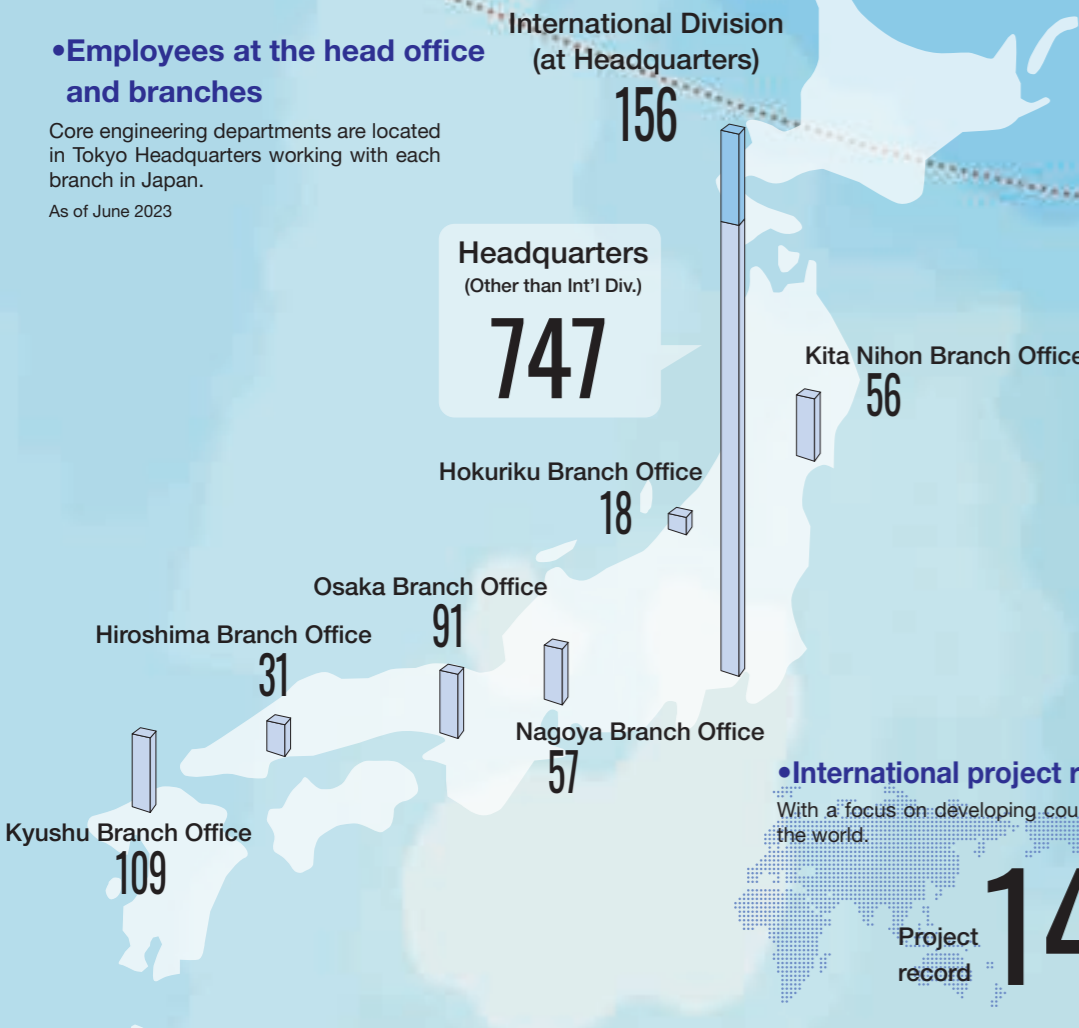 •Employees at the head office
and branches
Core engineering departments are located
in Tokyo Headquarters working with each
branch in Japan.
As of June 2023
International Division
(at Headquarters)
156
Headquarters
(Other than Int'l Div.)
747
Kita Nihon Branch Office
56
Hokuriku Branch Office
18
Osaka Branch Office
91
Hiroshima Branch Office
31
Nagoya Branch Office
57
Kyushu Branch Office
109
•International project r
With a focus on developing cou
the world.
Project
record
14